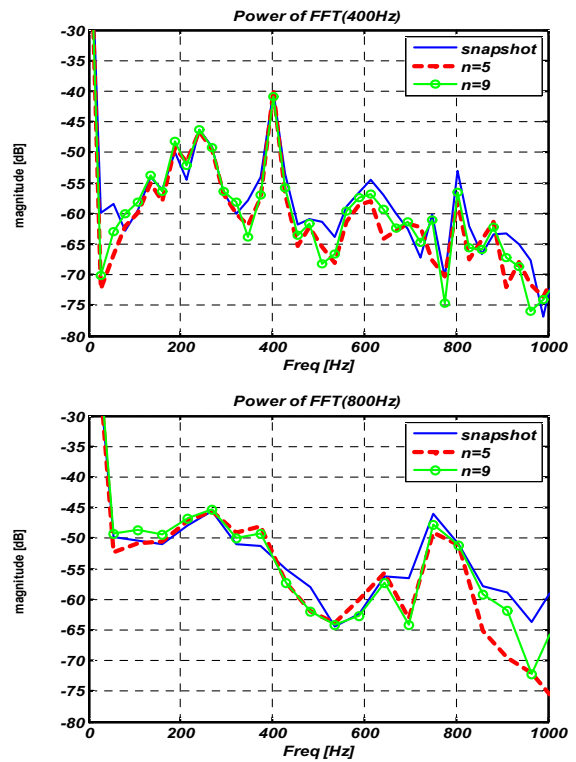 Power of FFT(400Hz)
-30
-35
-40
-45
-50
-55
-60
-65
-70
-75
-80
magnitude [dB]
snapshot
n=5
n=9
0 200 400 600 800 1000
Freq [Hz]
Power of FFT(800Hz)
-30
-35
-40
-45
-50
-55
-60
-65
-70
-75
-80
magnitude [dB]
snapshot
n=5
n=9
0 200 400 600 800 1000
Freq [Hz]